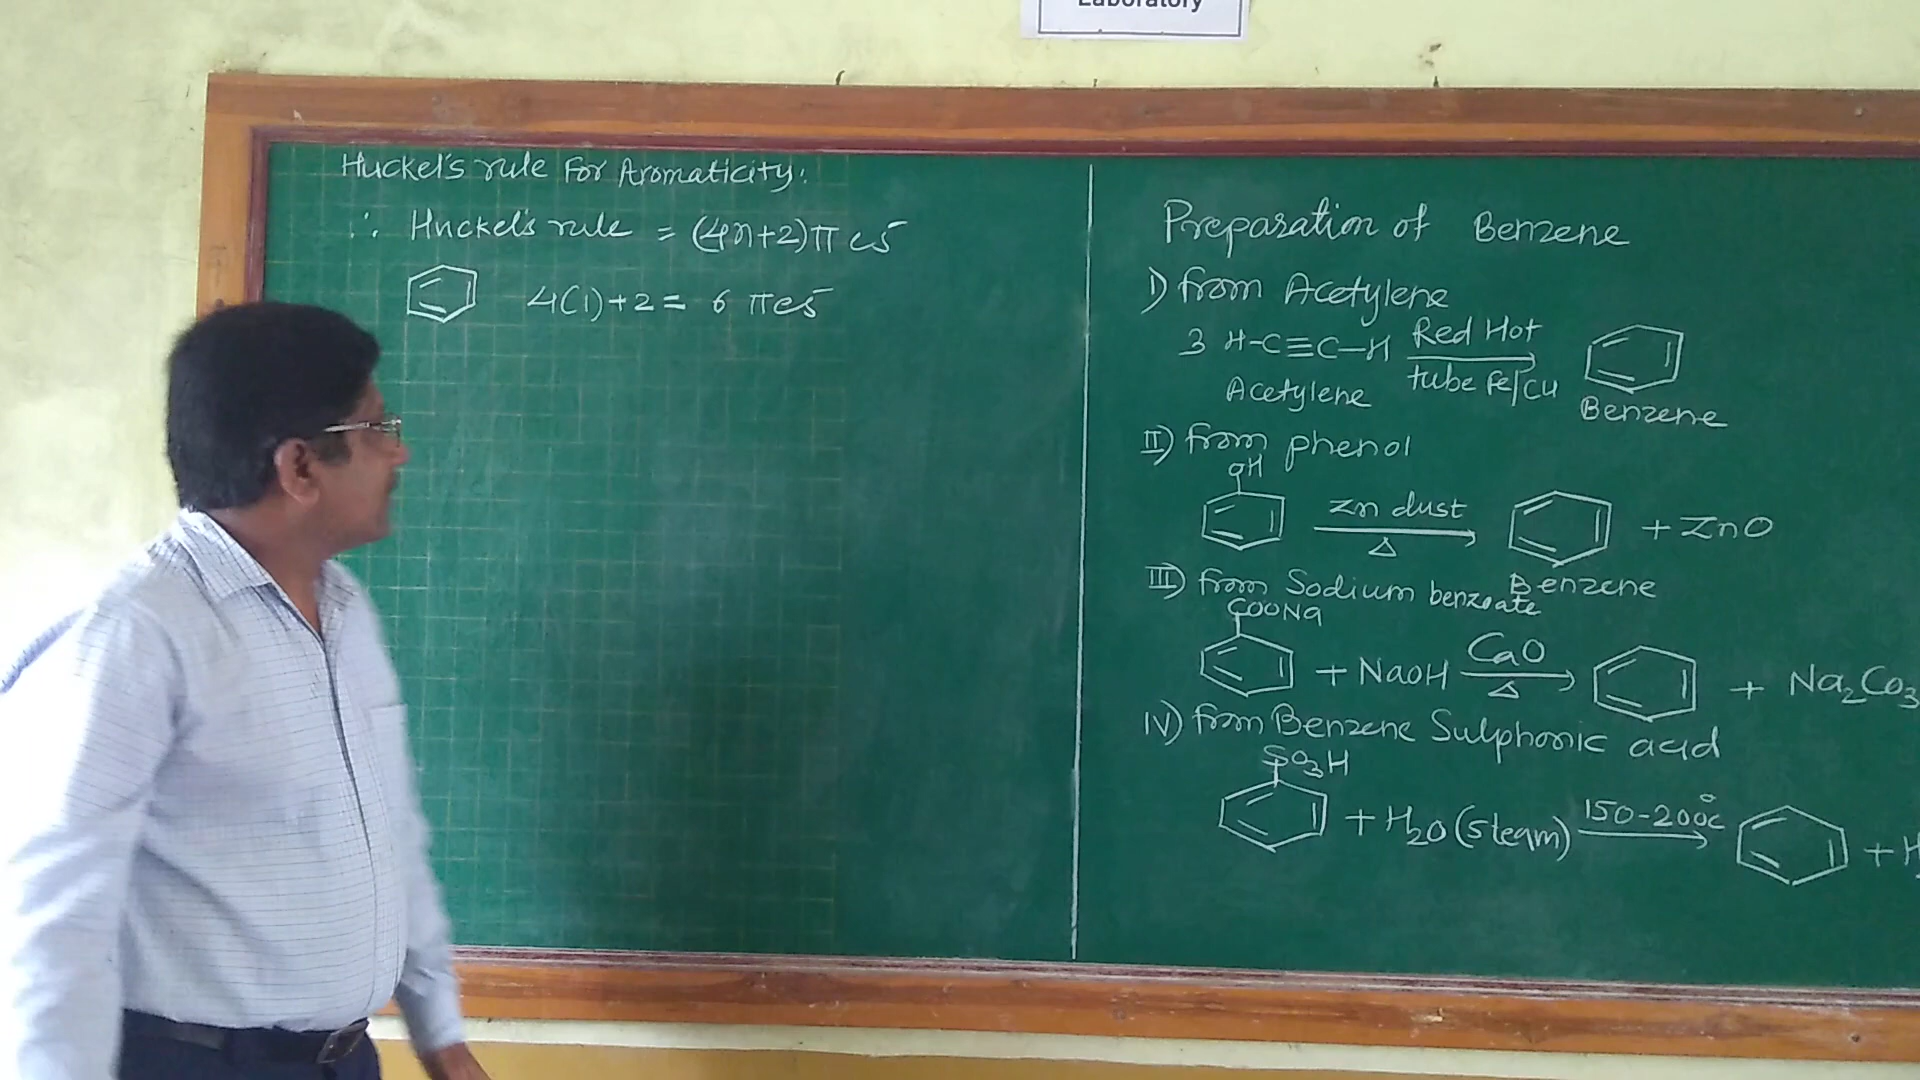 Laboratory
Huckel's rule For Aromaticity:
∴ Huckel's rule = (4n+2)π es
4(1)+2 = 6 π es
Preparation of Benzene
I) from Acetylene
3 H-C≡C-H Red Hot tube Fe/Cu
Acetylene
Benzene
II) from phenol
OH
Zn dust Δ + ZnO
Benzene
III) from Sodium benzoate
COONa
+ NaOH CaO Δ + Na₂CO₃
IV) from Benzene Sulphonic acid
SO₃H
+ H₂O (steam) 150-200°C + H